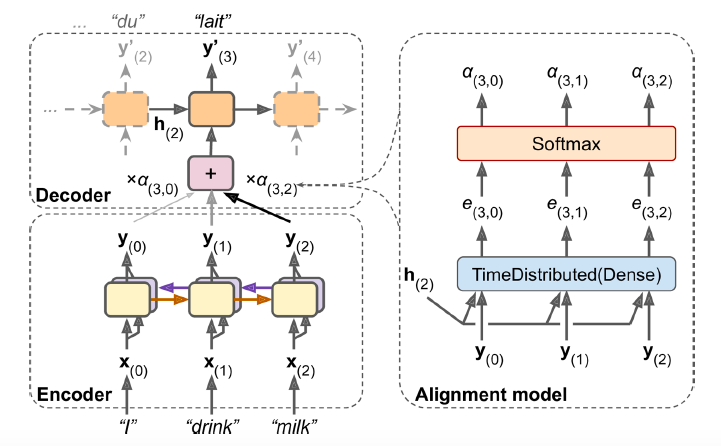 ... “du” “lait”
y’(2) y’(3) y’(4)
...
h(2)
+
×α(3,0) ×α(3,2)
Decoder
y(0) y(1) y(2)
x(0) x(1) x(2)
Encoder
“I” “drink” “milk”
α(3,0) α(3,1) α(3,2)
Softmax
e(3,0) e(3,1) e(3,2)
h(2)
TimeDistributed(Dense)
y(0) y(1) y(2)
Alignment model